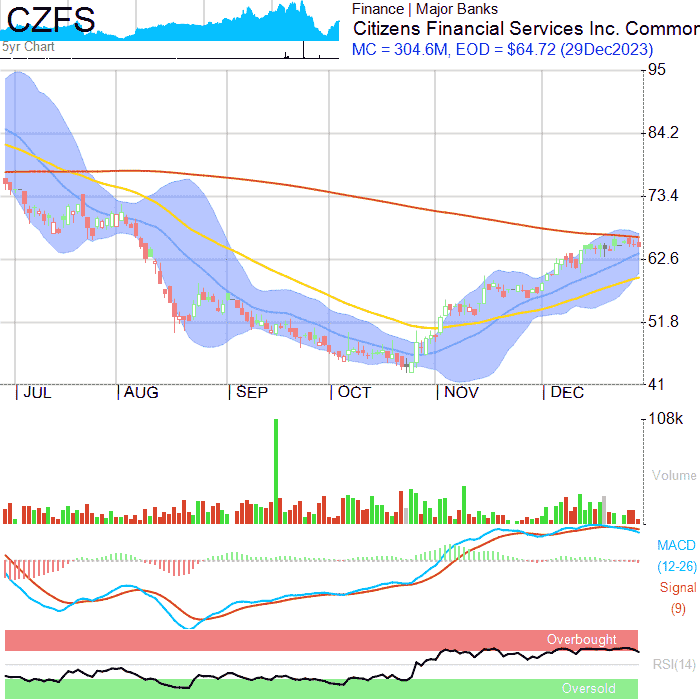 CZFS
5yr Chart
Finance | Major Banks
Citizens Financial Services Inc. Common
MC = 304.6M, EOD = $64.72 (29Dec2023)
95
84.2
73.4
62.6
51.8
41
JUL AUG SEP OCT NOV DEC
108k
Volume
MACD
(12-26)
Signal
(9)
Overbought
RSI(14)
Oversold